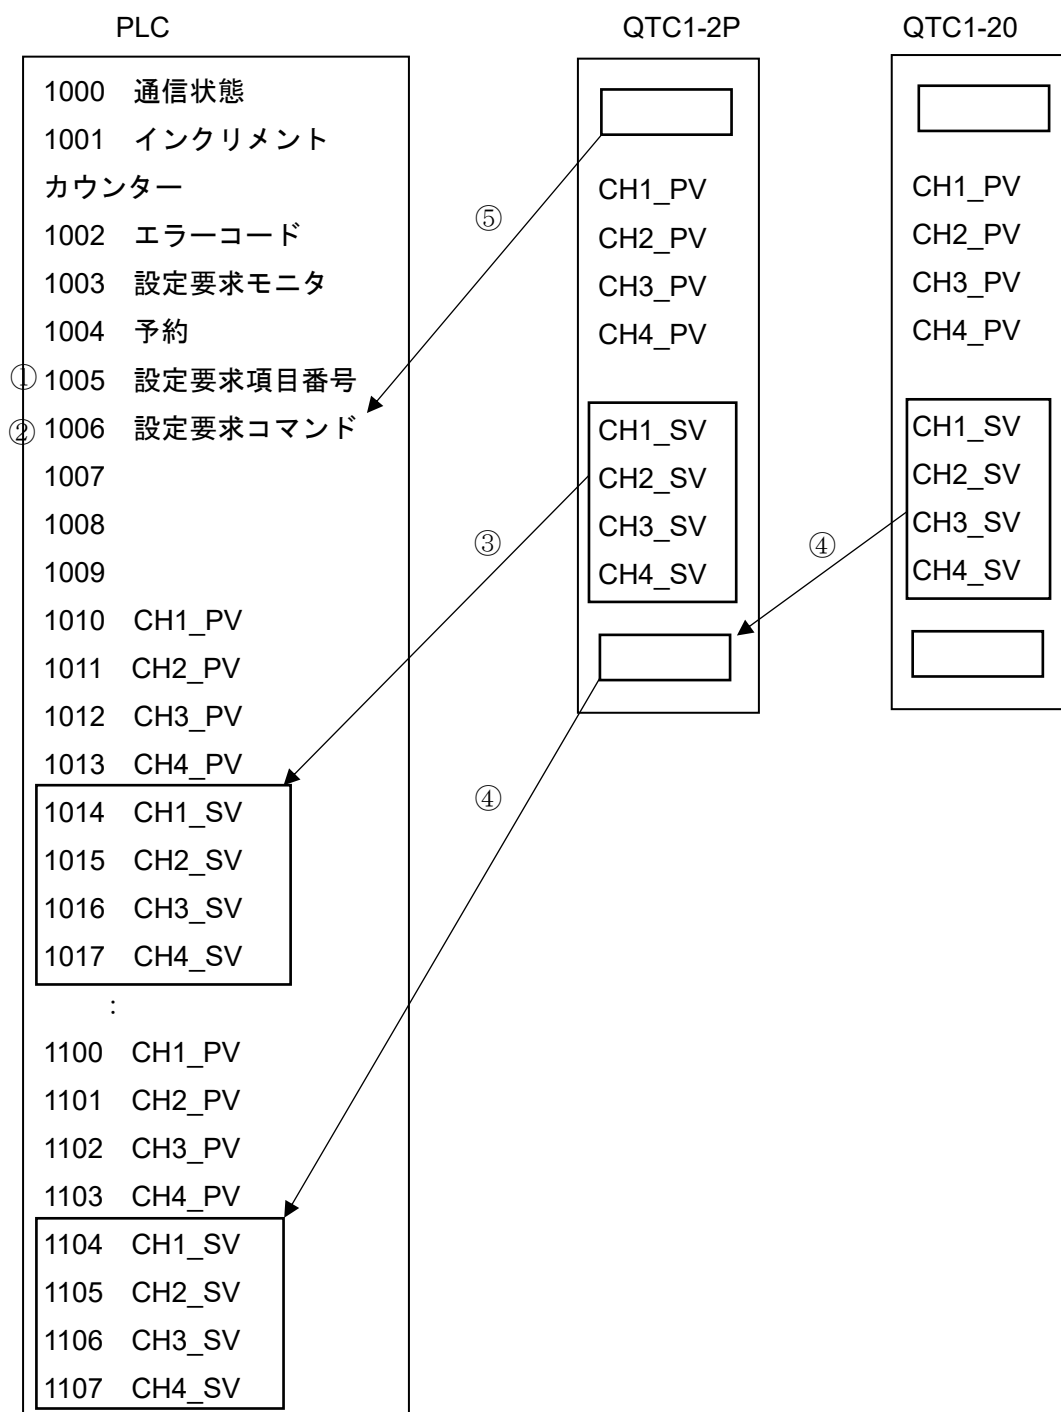 PLC
QTC1-2P
QTC1-20
1000 通信状態
1001 インクリメント
カウンター
1002 エラーコード
1003 設定要求モニタ
1004 予約
① 1005 設定要求項目番号
② 1006 設定要求コマンド
1007
1008
1009
1010 CH1_PV
1011 CH2_PV
1012 CH3_PV
1013 CH4_PV
1014 CH1_SV
1015 CH2_SV
1016 CH3_SV
1017 CH4_SV
:
1100 CH1_PV
1101 CH2_PV
1102 CH3_PV
1103 CH4_PV
1104 CH1_SV
1105 CH2_SV
1106 CH3_SV
1107 CH4_SV
⑤
③
④
CH1_PV
CH2_PV
CH3_PV
CH4_PV
CH1_SV
CH2_SV
CH3_SV
CH4_SV
④
CH1_PV
CH2_PV
CH3_PV
CH4_PV
CH1_SV
CH2_SV
CH3_SV
CH4_SV